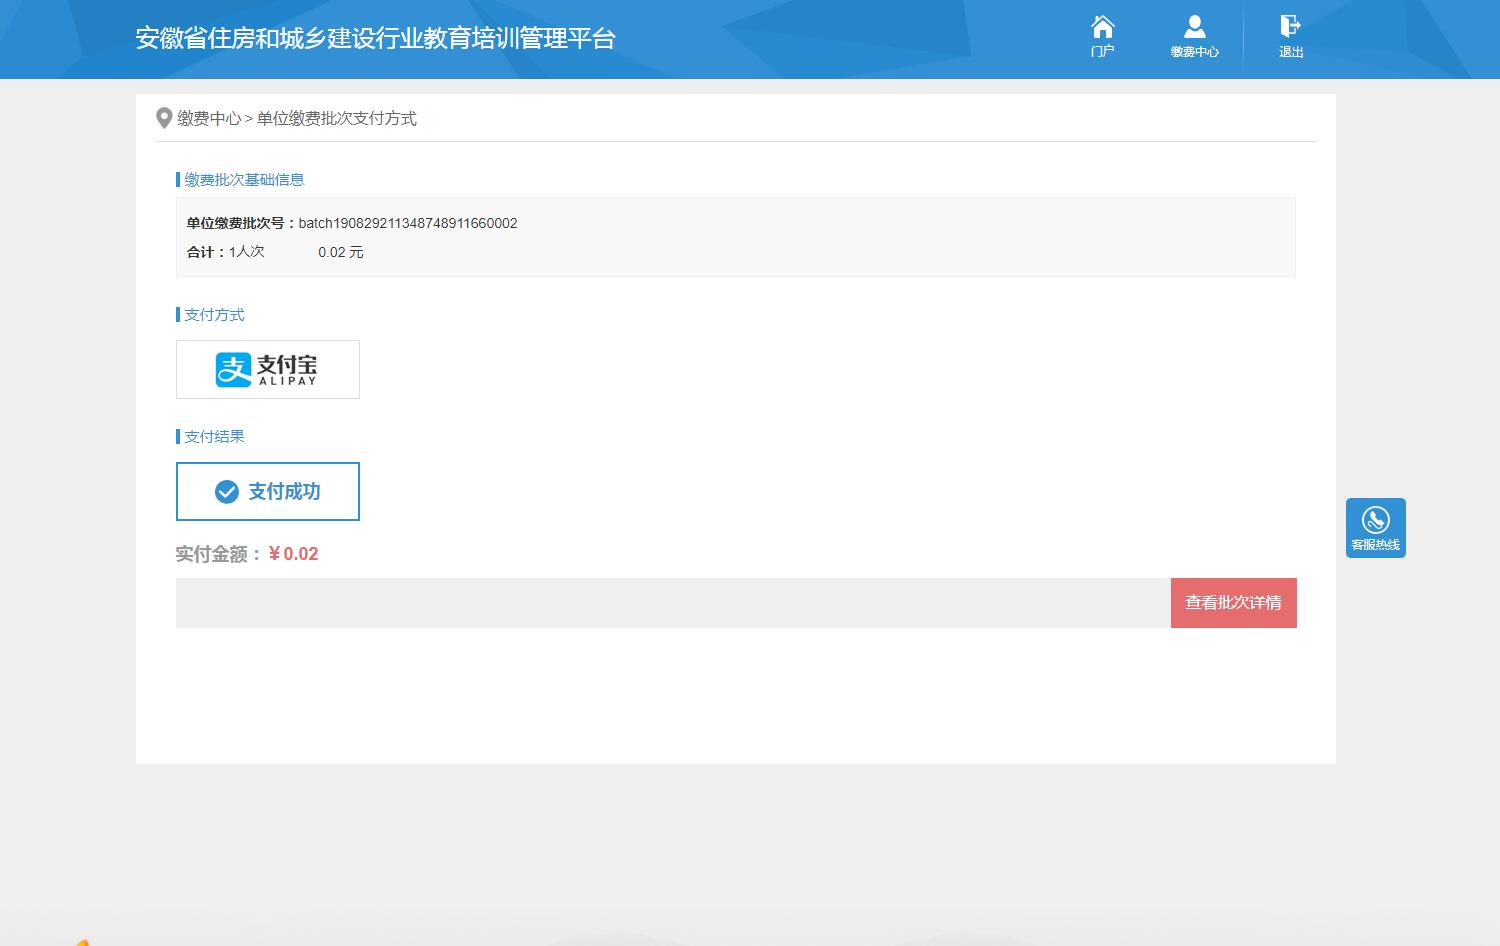 安徽省住房和城乡建设行业教育培训管理平台
门户
缴费中心
退出
缴费中心 > 单位缴费批次支付方式
缴费批次基础信息
单位缴费批次号：batch190829211348748911660002
合计：1人次 0.02 元
支付方式
支 支付宝
ALIPAY
支付结果
支付成功
客服热线
实付金额：￥0.02
查看批次详情